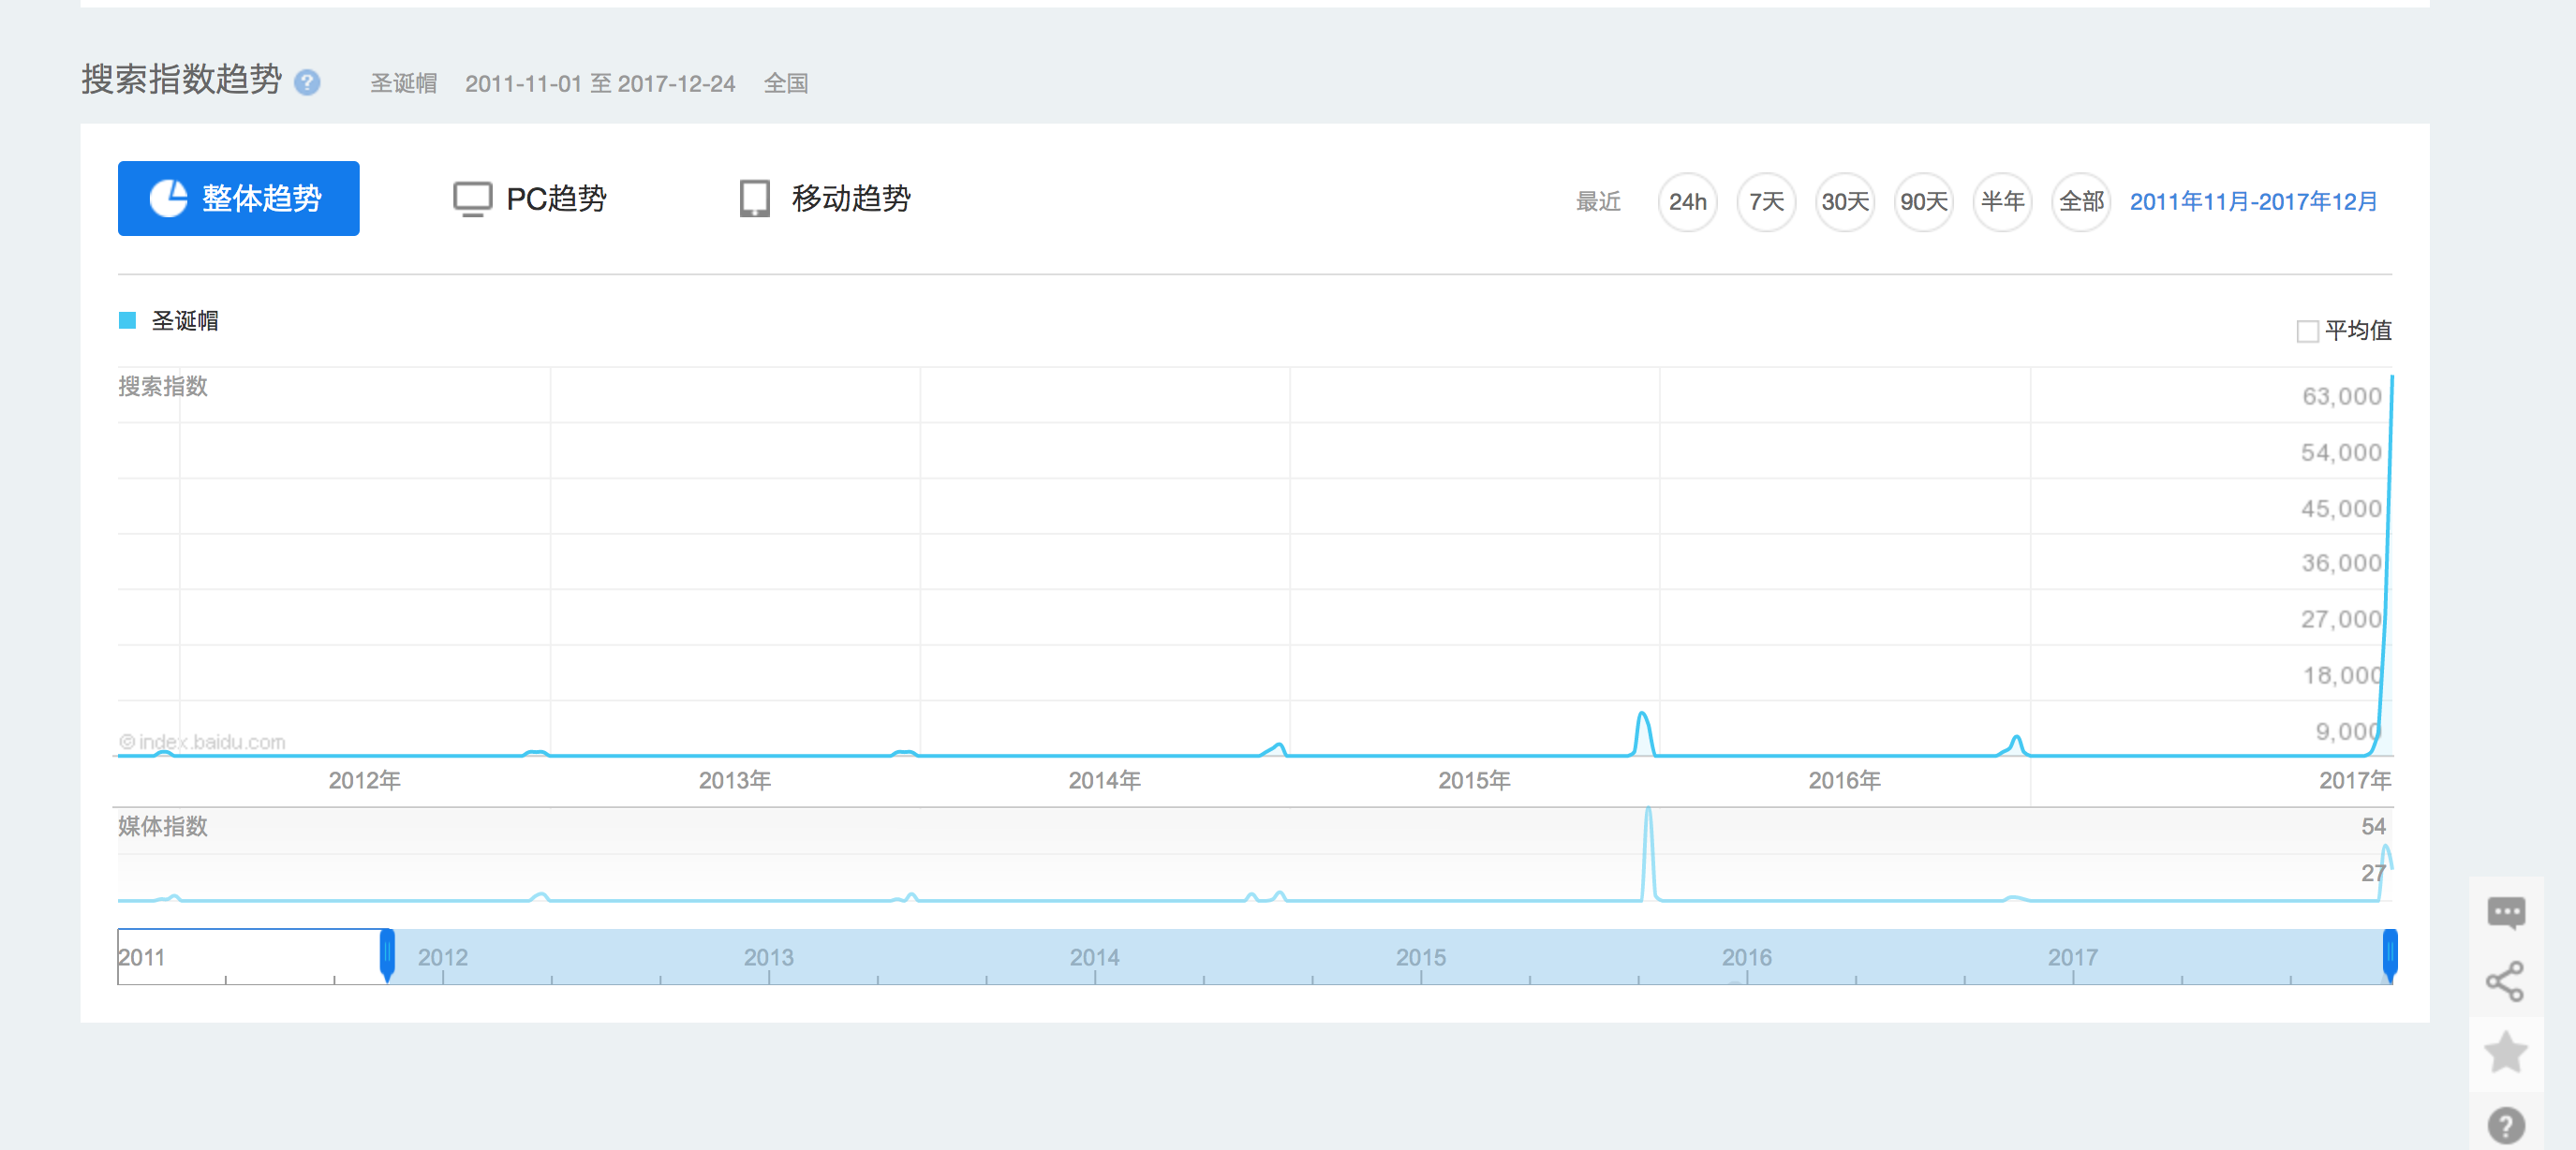 搜索指数趋势 ? 圣诞帽 2011-11-01 至 2017-12-24 全国
整体趋势 PC趋势 移动趋势 最近 24h 7天 30天 90天 半年 全部 2011年11月-2017年12月
圣诞帽
平均值
搜索指数
63,000
54,000
45,000
36,000
27,000
18,000
9,000
© index.baidu.com
2012年 2013年 2014年 2015年 2016年 2017年
媒体指数
54
27
2011 2012 2013 2014 2015 2016 2017
?